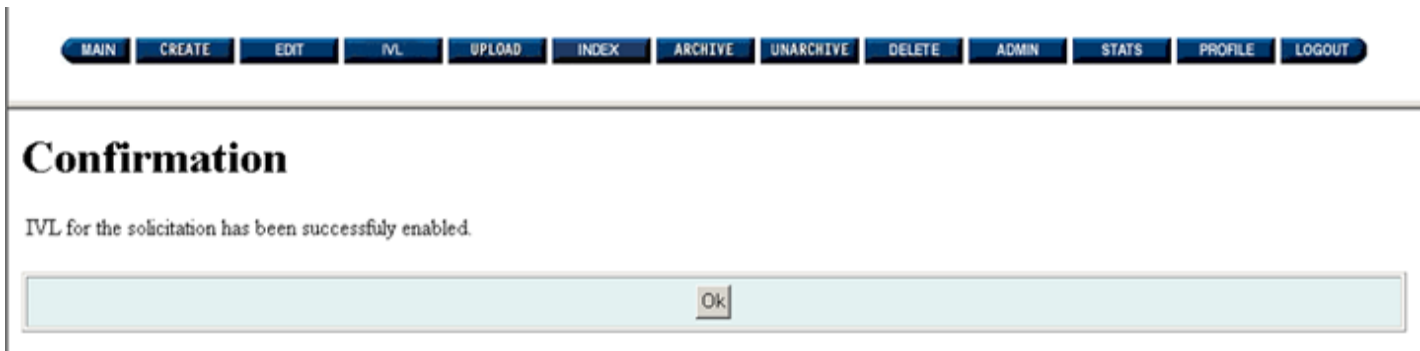 MAIN CREATE EDIT IVL UPLOAD INDEX ARCHIVE UNARCHIVE DELETE ADMIN STATS PROFILE LOGOUT
Confirmation
IVL for the solicitation has been successfuly enabled.
Ok